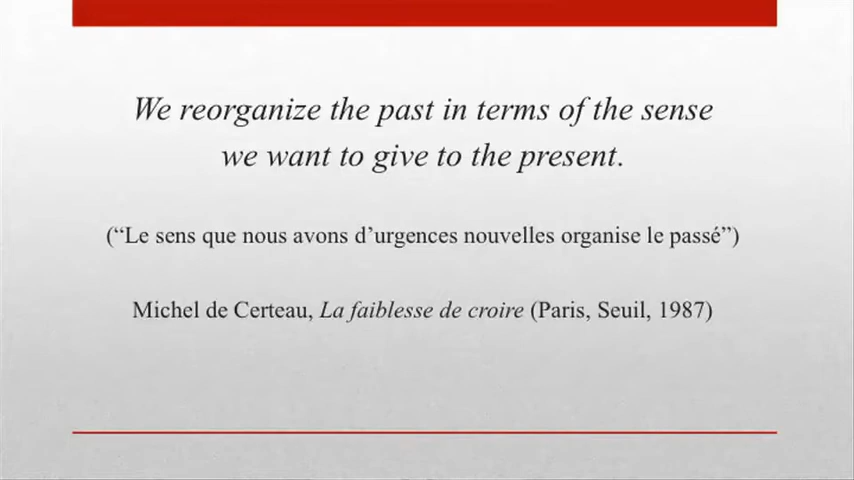 We reorganize the past in terms of the sense
we want to give to the present.
(“Le sens que nous avons d’urgences nouvelles organise le passé”)
Michel de Certeau, La faiblesse de croire (Paris, Seuil, 1987)